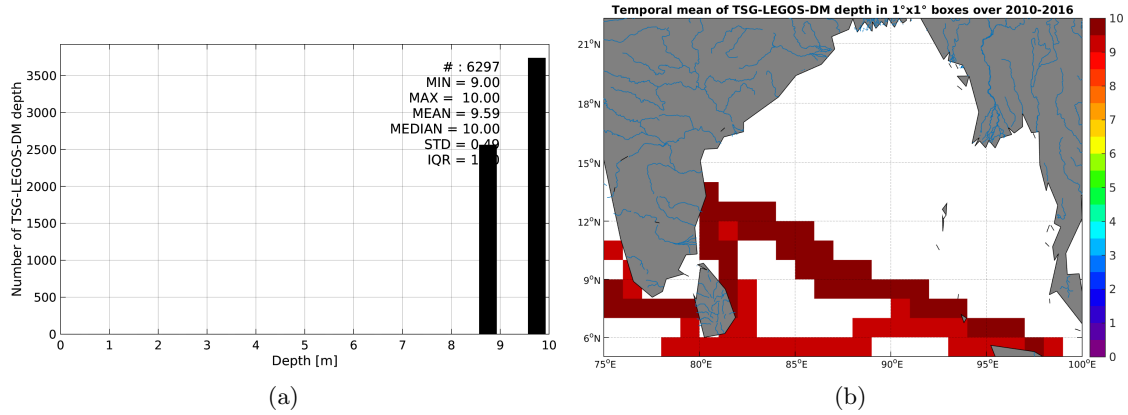 Temporal mean of TSG-LEGOS-DM depth in 1°x1° boxes over 2010-2016
Number of TSG-LEGOS-DM depth
3500
3000
2500
2000
1500
1000
500
0
# : 6297
MIN = 9.00
MAX = 10.00
MEAN = 9.59
MEDIAN = 10.00
STD = 0.49
0 1 2 3 4 5 6 7 8 9 10
Depth [m]
(a)
21°N
18°N
15°N
12°N
9°N
6°N
75°E 80°E 85°E 90°E 95°E 100°E
10
9
8
7
6
5
4
3
2
1
0
(b)